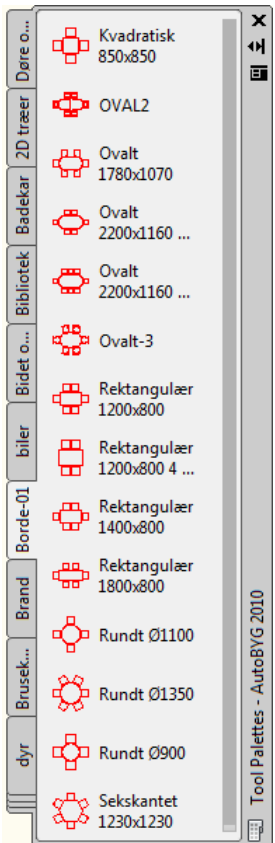 Døre o...
2D træer
Badekar
Bibliotek
Bidet o...
biler
Borde-01
Brand
Brusek...
dyr
Kvadratisk
850x850
OVAL2
Ovalt
1780x1070
Ovalt
2200x1160 ...
Ovalt
2200x1160 ...
Ovalt-3
Rektangulær
1200x800
Rektangulær
1200x800 4 ...
Rektangulær
1400x800
Rektangulær
1800x800
Rundt Ø1100
Rundt Ø1350
Rundt Ø900
Sekskantet
1230x1230
Tool Palettes - AutoBYG 2010